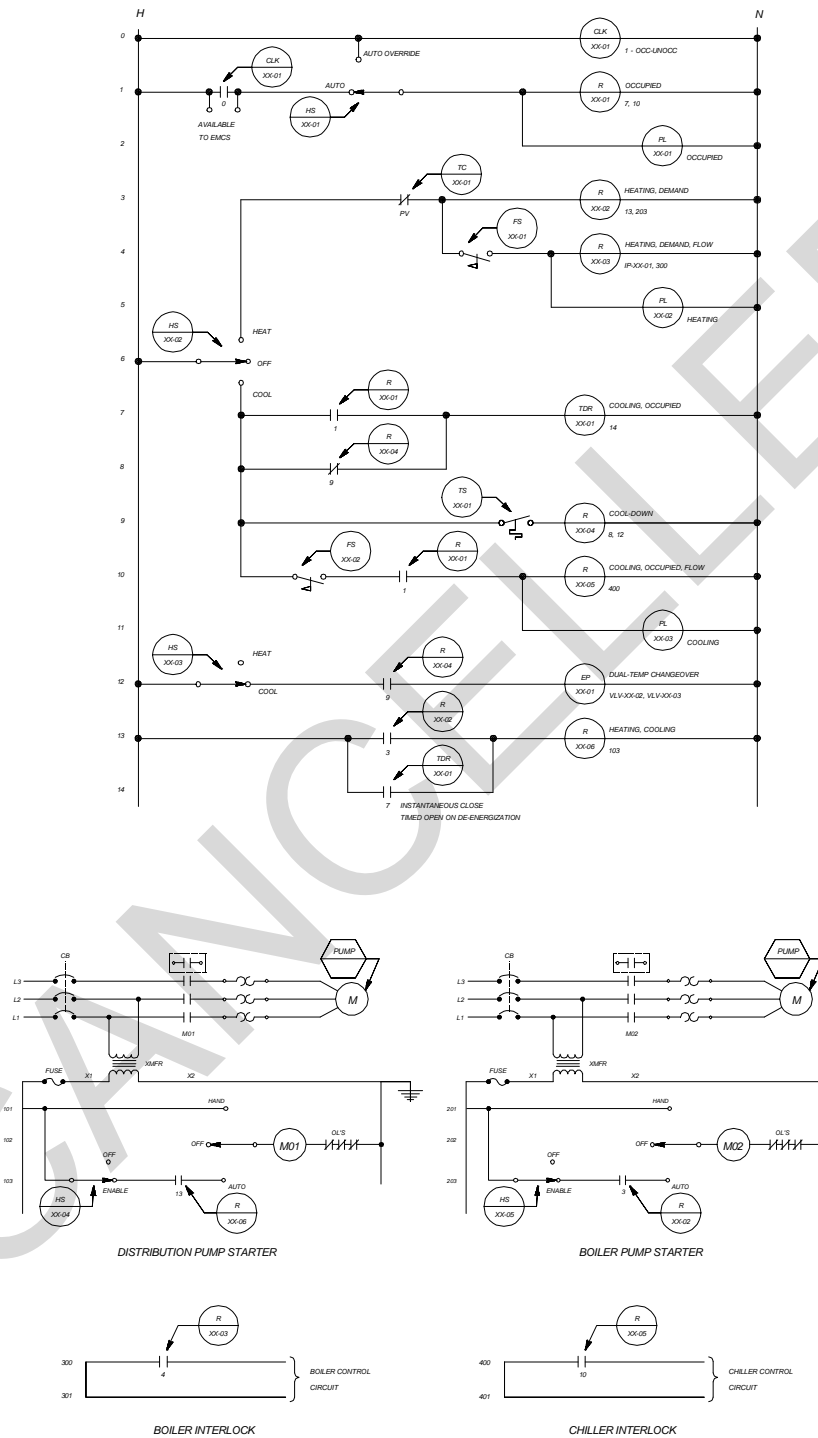 H N
0 CLK XX-01 1 - OCC-UNOCC
AUTO OVERRIDE
CLK XX-01
1 0 AUTO R XX-01 OCCUPIED 7, 10
HS XX-01
AVAILABLE
TO EMCS
2 PL XX-01 OCCUPIED
TC XX-01
3 PV R XX-02 HEATING, DEMAND 13, 203
FS XX-01
4 R XX-03 HEATING, DEMAND, FLOW IP-XX-01, 300
5 PL XX-02 HEATING
HS XX-02
HEAT
6 OFF
COOL
R XX-01
7 1 TDR XX-01 COOLING, OCCUPIED 14
R XX-04
8 9
TS XX-01
9 R XX-04 COOL-DOWN 8, 12
FS XX-02 R XX-01
10 1 R XX-05 COOLING, OCCUPIED, FLOW 400
11 PL XX-03 COOLING
HS XX-03
HEAT
R XX-04
12 COOL 9 EP XX-01 DUAL-TEMP CHANGEOVER VLV-XX-02, VLV-XX-03
R XX-02
13 3 R XX-06 HEATING, COOLING 103
TDR XX-01
14 7 INSTANTANEOUS CLOSE
TIMED OPEN ON DE-ENERGIZATION
CANCELLED
CB PUMP
L3
L2 M
L1
M01
XMFR
FUSE X1 X2
101 HAND
102 OFF M01 OL'S
OFF
103 ENABLE 13 AUTO
HS XX-04 R XX-06
DISTRIBUTION PUMP STARTER
CB PUMP
L3
L2 M
L1
M02
XMFR
FUSE X1 X2
201 HAND
202 OFF M02 OL'S
OFF
203 ENABLE 3 AUTO
HS XX-05 R XX-02
BOILER PUMP STARTER
R XX-03
300 4 BOILER CONTROL
301 CIRCUIT
BOILER INTERLOCK
R XX-05
400 10 CHILLER CONTROL
401 CIRCUIT
CHILLER INTERLOCK